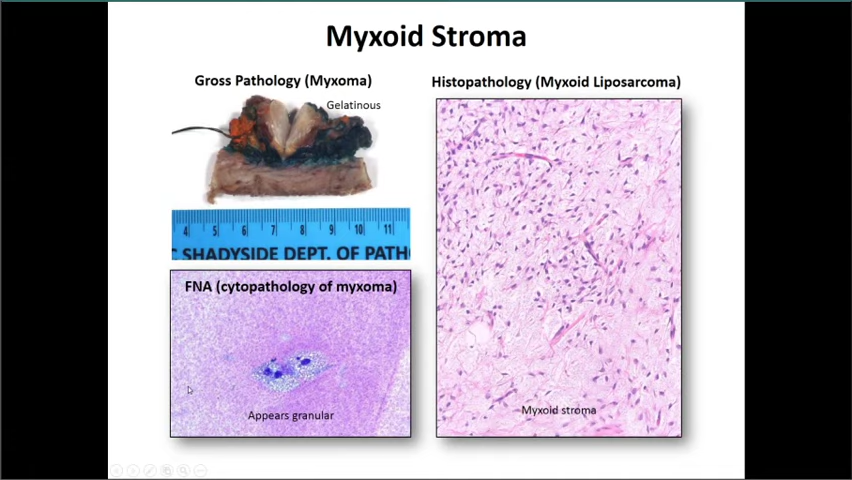 Myxoid Stroma
Gross Pathology (Myxoma)
Gelatinous
4 5 6 7 8 9 10 11
SHADYSIDE DEPT. OF PATH
FNA (cytopathology of myxoma)
Appears granular
Histopathology (Myxoid Liposarcoma)
Myxoid stroma